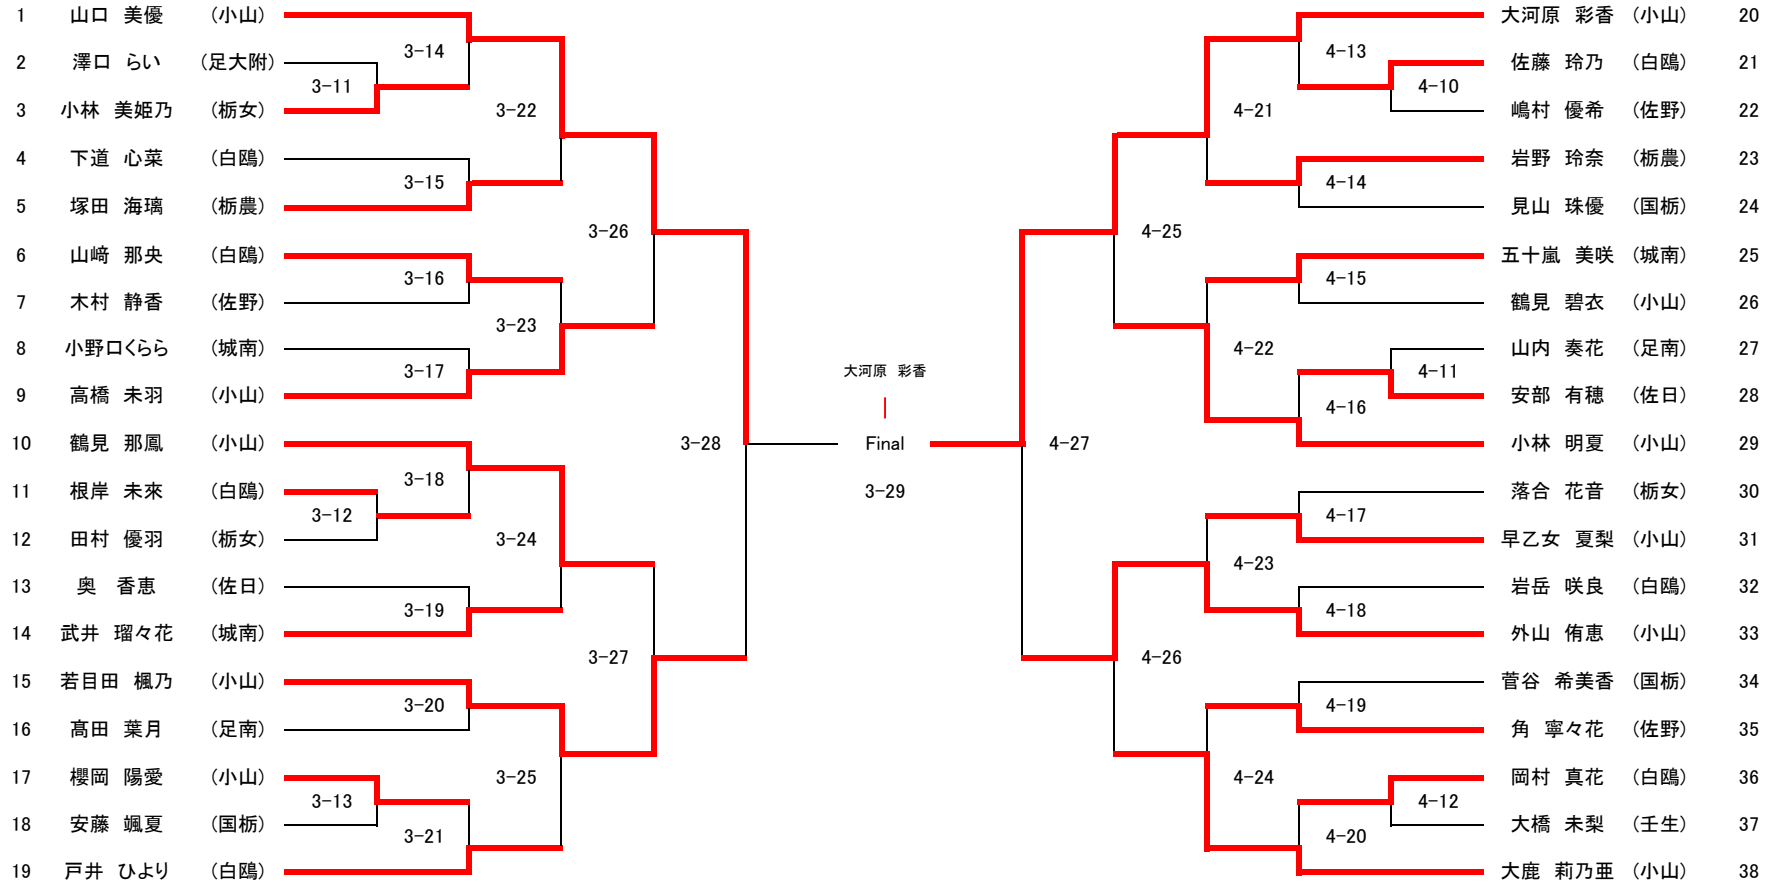 1 山口 美優 （小山）
2 澤口 らい （足大附）
3 小林 美姫乃 （栃女）
4 下道 心菜 （白鴎）
5 塚田 海璃 （栃農）
6 山﨑 那央 （白鴎）
7 木村 静香 （佐野）
8 小野口くらら （城南）
9 高橋 未羽 （小山）
10 鶴見 那鳳 （小山）
11 根岸 未來 （白鴎）
12 田村 優羽 （栃女）
13 奥 香恵 （佐日）
14 武井 瑠々花 （城南）
15 若目田 楓乃 （小山）
16 髙田 葉月 （足南）
17 櫻岡 陽愛 （小山）
18 安藤 颯夏 （国栃）
19 戸井 ひより （白鴎）
3-11
3-12
3-13
3-14
3-15
3-16
3-17
3-18
3-19
3-20
3-21
3-22
3-23
3-24
3-25
3-26
3-27
3-28
大河原 彩香
Final
3-29
4-27
4-25
4-26
4-21
4-22
4-23
4-24
4-13
4-14
4-15
4-16
4-17
4-18
4-19
4-20
4-10
4-11
4-12
大河原 彩香 （小山） 20
佐藤 玲乃 （白鴎） 21
嶋村 優希 （佐野） 22
岩野 玲奈 （栃農） 23
見山 珠優 （国栃） 24
五十嵐 美咲 （城南） 25
鶴見 碧衣 （小山） 26
山内 奏花 （足南） 27
安部 有穂 （佐日） 28
小林 明夏 （小山） 29
落合 花音 （栃女） 30
早乙女 夏梨 （小山） 31
岩岳 咲良 （白鴎） 32
外山 侑恵 （小山） 33
菅谷 希美香 （国栃） 34
角 寧々花 （佐野） 35
岡村 真花 （白鴎） 36
大橋 未梨 （壬生） 37
大鹿 莉乃亜 （小山） 38